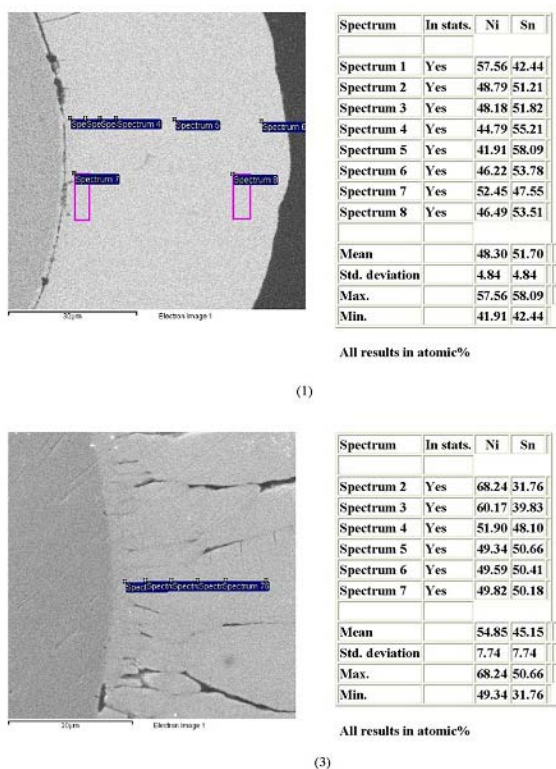 SpeSpeSpeSpectrum 4 Spectrum 5 Spectrum 6
Spectrum 7 Spectrum 8
30µm Electron Image 1
Spectrum In stats. Ni Sn
Spectrum 1 Yes 57.56 42.44
Spectrum 2 Yes 48.79 51.21
Spectrum 3 Yes 48.18 51.82
Spectrum 4 Yes 44.79 55.21
Spectrum 5 Yes 41.91 58.09
Spectrum 6 Yes 46.22 53.78
Spectrum 7 Yes 52.45 47.55
Spectrum 8 Yes 46.49 53.51
Mean 48.30 51.70
Std. deviation 4.84 4.84
Max. 57.56 58.09
Min. 41.91 42.44
All results in atomic%
(1)
Electron Image 1
Spectrum In stats. Ni Sn
Spectrum 2 Yes 68.24 31.76
Spectrum 3 Yes 60.17 39.83
Spectrum 4 Yes 51.90 48.10
Spectrum 5 Yes 49.34 50.66
Spectrum 6 Yes 49.59 50.41
Spectrum 7 Yes 49.82 50.18
Mean 54.85 45.15
Std. deviation 7.74 7.74
Max. 68.24 50.66
Min. 49.34 31.76
All results in atomic%
(3)